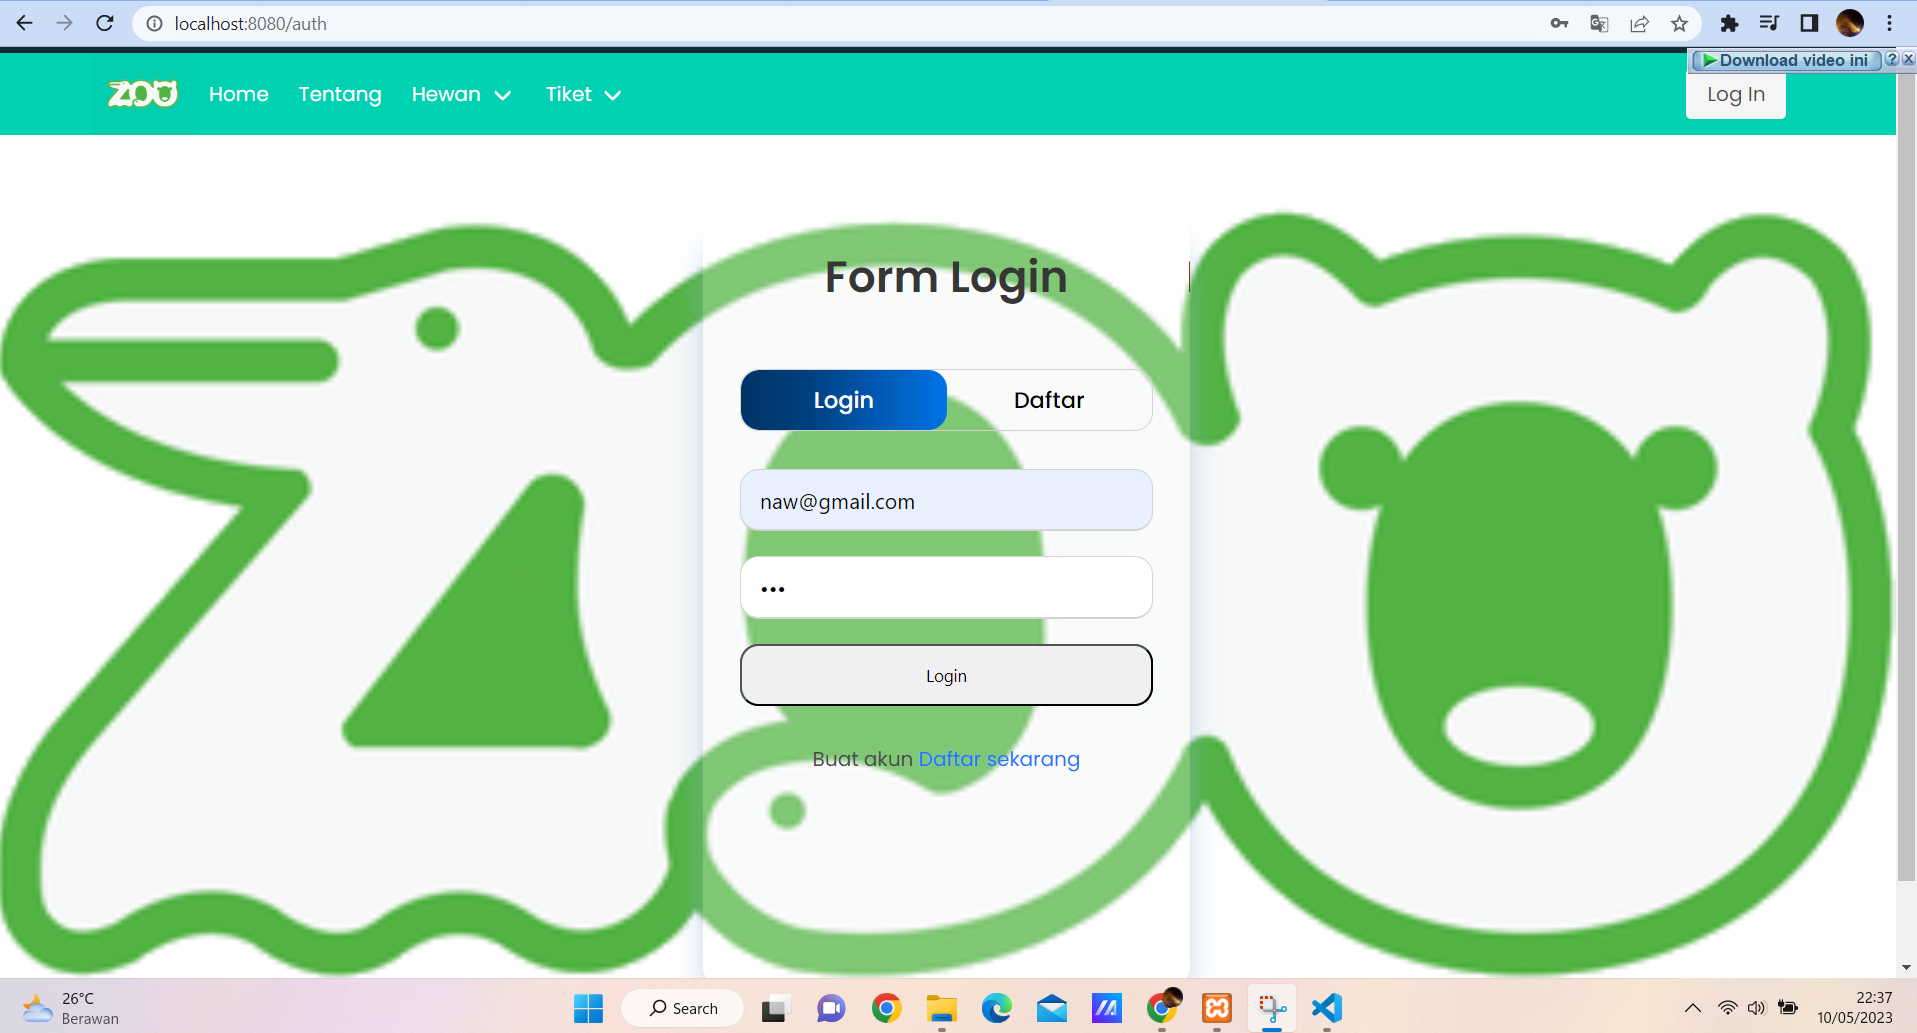 localhost:8080/auth
Download video ini
ZOO
Home
Tentang
Hewan
Tiket
Log In
Form Login
Login
Daftar
naw@gmail.com
•••
Login
Buat akun Daftar sekarang
26°C
Berawan
Search
22:37
10/05/2023